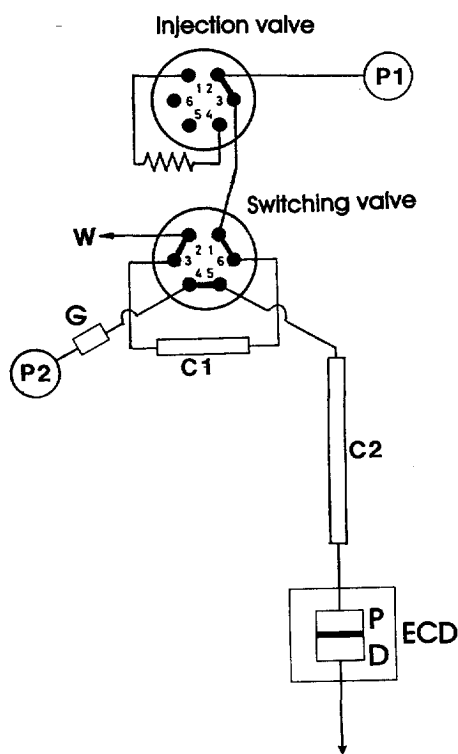 Injection valve
P1
1 2
6 3
5 4
Switching valve
W
2 1
3 6
4 5
G
P2
C1
C2
P
ECD
D